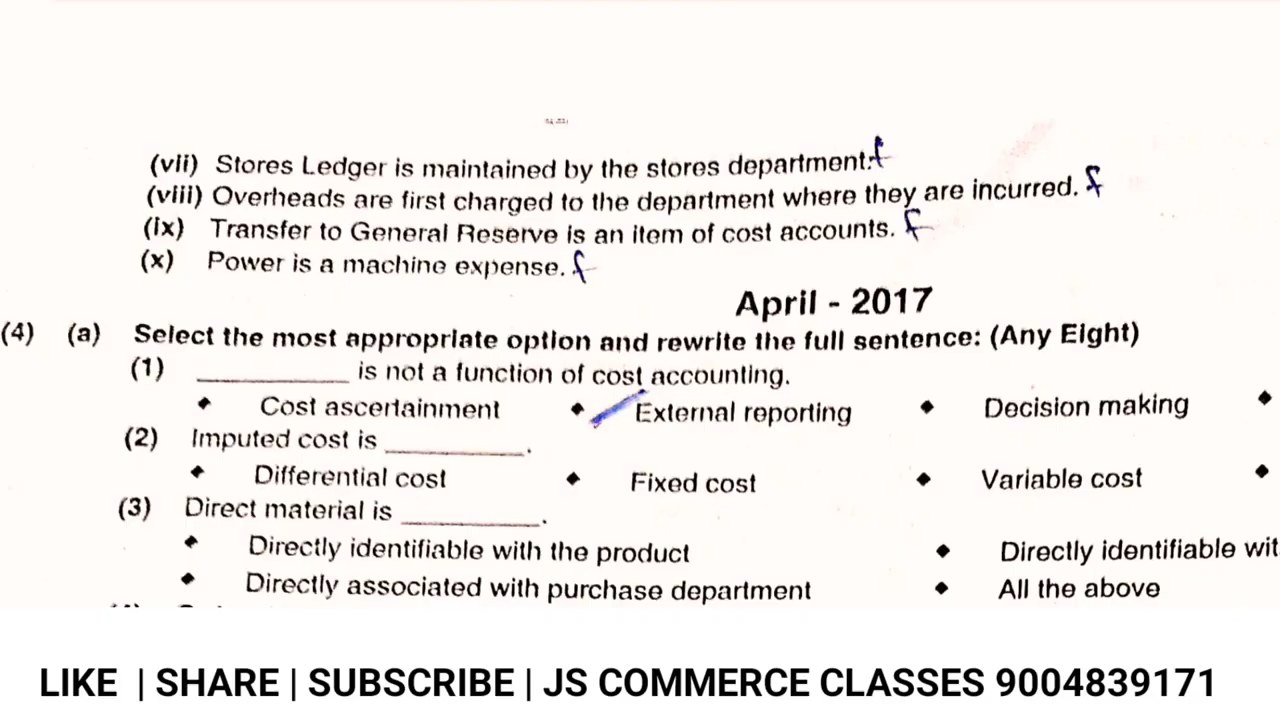 (vii) Stores Ledger is maintained by the stores department. f
(viii) Overheads are first charged to the department where they are incurred. f
(ix) Transfer to General Reserve is an item of cost accounts. f
(x) Power is a machine expense. f
April - 2017
(4) (a) Select the most appropriate option and rewrite the full sentence: (Any Eight)
(1) __________ is not a function of cost accounting.
◆ Cost ascertainment ◆ External reporting ◆ Decision making ◆
(2) Imputed cost is __________.
◆ Differential cost ◆ Fixed cost ◆ Variable cost ◆
(3) Direct material is __________.
◆ Directly identifiable with the product ◆ Directly identifiable wit
◆ Directly associated with purchase department ◆ All the above
LIKE | SHARE | SUBSCRIBE | JS COMMERCE CLASSES 9004839171